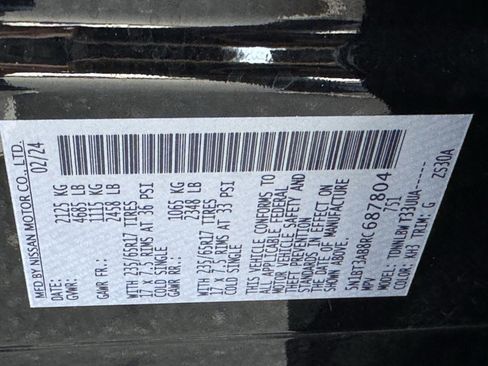 MFD BY NISSAN MOTOR CO., LTD.
02/24
DATE:
GVWR:
2125 KG
4685 LB
GAWR FR.:
1115 KG
2458 LB
WITH 235/65R17 TIRES
17 X 7.5 RIMS AT 36 PSI
COLD SINGLE
GAWR RR.:
1065 KG
2348 LB
WITH 235/65R17 TIRES
17 X 7.5 RIMS AT 33 PSI
COLD SINGLE
THIS VEHICLE CONFORMS TO
ALL APPLICABLE FEDERAL
MOTOR VEHICLE SAFETY AND
THEFT PREVENTION
STANDARDS IN EFFECT ON
THE DATE OF MANUFACTURE
SHOWN ABOVE.
5N1BT3AB8RC687804
MPV
751
MODEL: TDNNLBW T33UUA-----
COLOR: KH3 TRIM: G
ZS30A